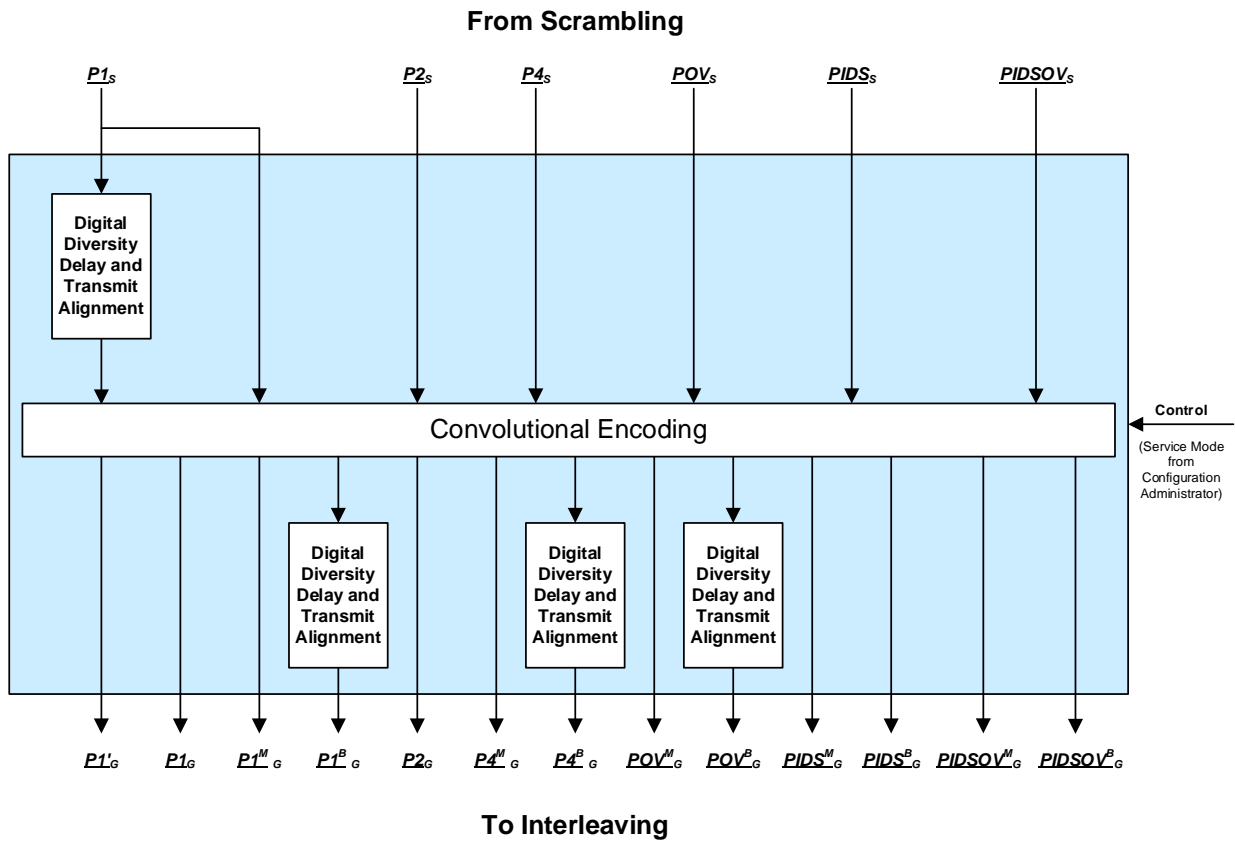 From Scrambling
P1S
P2S
P4S
POVS
PIDSS
PIDSOVS
Digital
Diversity
Delay and
Transmit
Alignment
Convolutional Encoding
Control
(Service Mode
from
Configuration
Administrator)
Digital
Diversity
Delay and
Transmit
Alignment
Digital
Diversity
Delay and
Transmit
Alignment
Digital
Diversity
Delay and
Transmit
Alignment
P1'G
P1G
P1M G
P1B G
P2G
P4M G
P4B G
POVMG
POVBG
PIDSMG
PIDSBG
PIDSOVMG
PIDSOVBG
To Interleaving